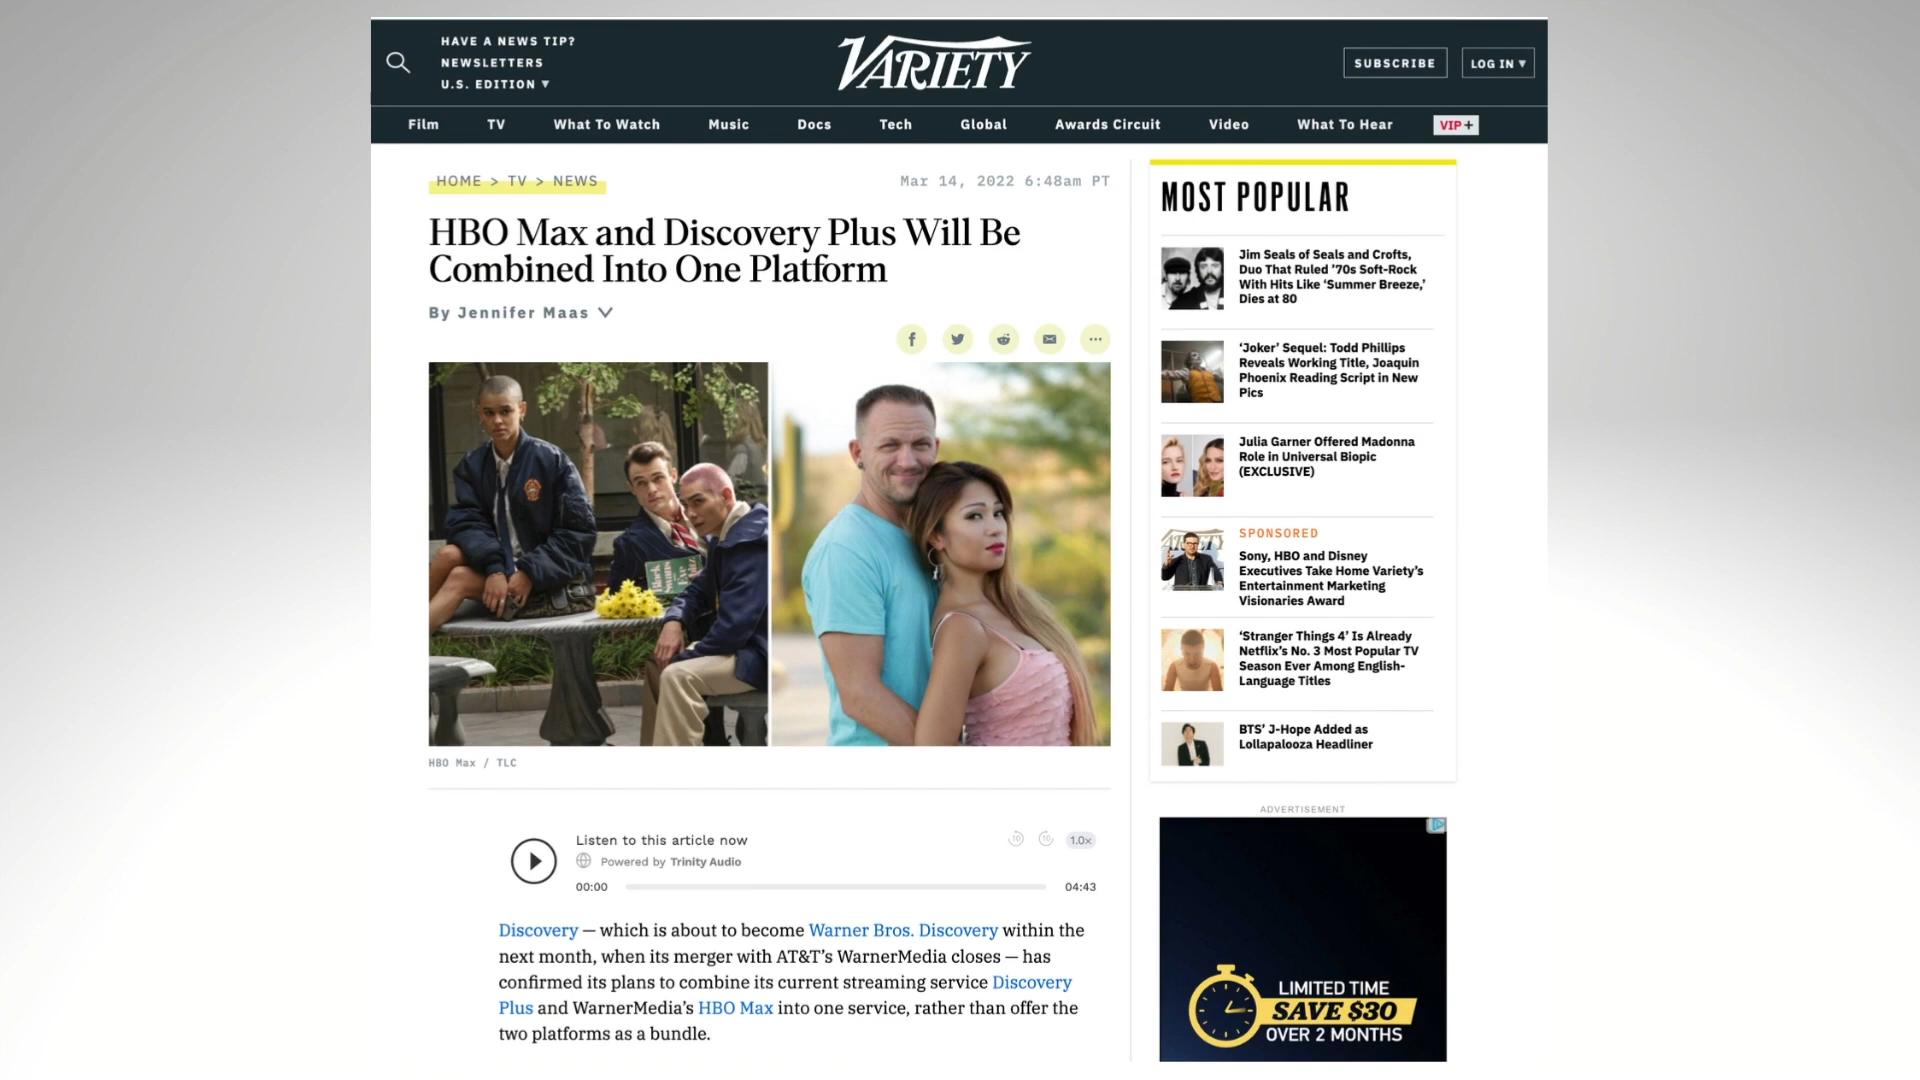 HAVE A NEWS TIP?
NEWSLETTERS
U.S. EDITION ▼
VARIETY
SUBSCRIBE
LOG IN ▼
Film TV What To Watch Music Docs Tech Global Awards Circuit Video What To Hear VIP+
HOME > TV > NEWS
Mar 14, 2022 6:48am PT
HBO Max and Discovery Plus Will Be
Combined Into One Platform
By Jennifer Maas
HBO Max / TLC
Listen to this article now
10 10 1.0x
Powered by Trinity Audio
00:00 04:43
Discovery — which is about to become Warner Bros. Discovery within the
next month, when its merger with AT&T’s WarnerMedia closes — has
confirmed its plans to combine its current streaming service Discovery
Plus and WarnerMedia’s HBO Max into one service, rather than offer the
two platforms as a bundle.
MOST POPULAR
Jim Seals of Seals and Crofts,
Duo That Ruled ’70s Soft-Rock
With Hits Like ‘Summer Breeze,’
Dies at 80
‘Joker’ Sequel: Todd Phillips
Reveals Working Title, Joaquin
Phoenix Reading Script in New
Pics
Julia Garner Offered Madonna
Role in Universal Biopic
(EXCLUSIVE)
SPONSORED
Sony, HBO and Disney
Executives Take Home Variety’s
Entertainment Marketing
Visionaries Award
‘Stranger Things 4’ Is Already
Netflix’s No. 3 Most Popular TV
Season Ever Among English-
Language Titles
BTS’ J-Hope Added as
Lollapalooza Headliner
ADVERTISEMENT
LIMITED TIME
SAVE $30
OVER 2 MONTHS